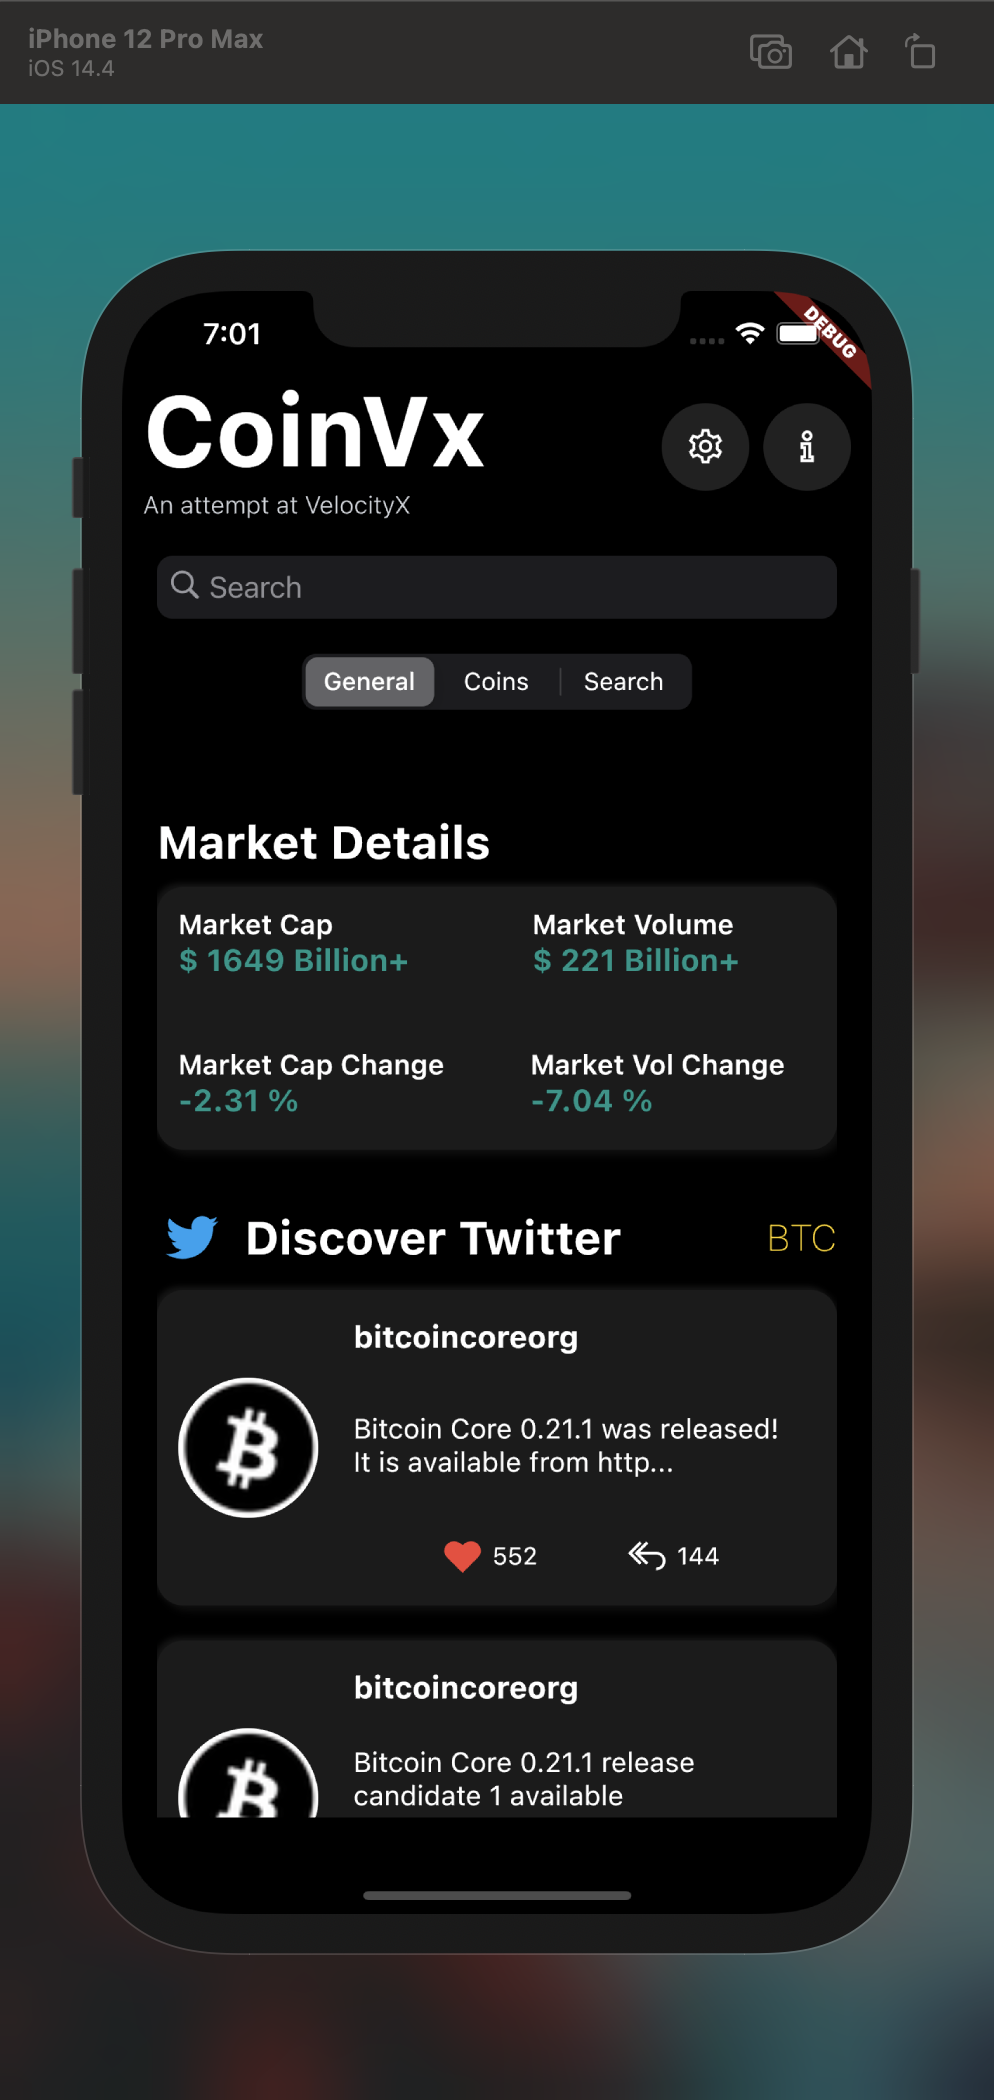 iPhone 12 Pro Max
iOS 14.4
7:01
DEBUG
CoinVx
An attempt at VelocityX
Search
General Coins Search
Market Details
Market Cap Market Volume
$ 1649 Billion+ $ 221 Billion+
Market Cap Change Market Vol Change
-2.31 % -7.04 %
Discover Twitter BTC
bitcoincoreorg
Bitcoin Core 0.21.1 was released!
It is available from http...
552 144
bitcoincoreorg
Bitcoin Core 0.21.1 release
candidate 1 available